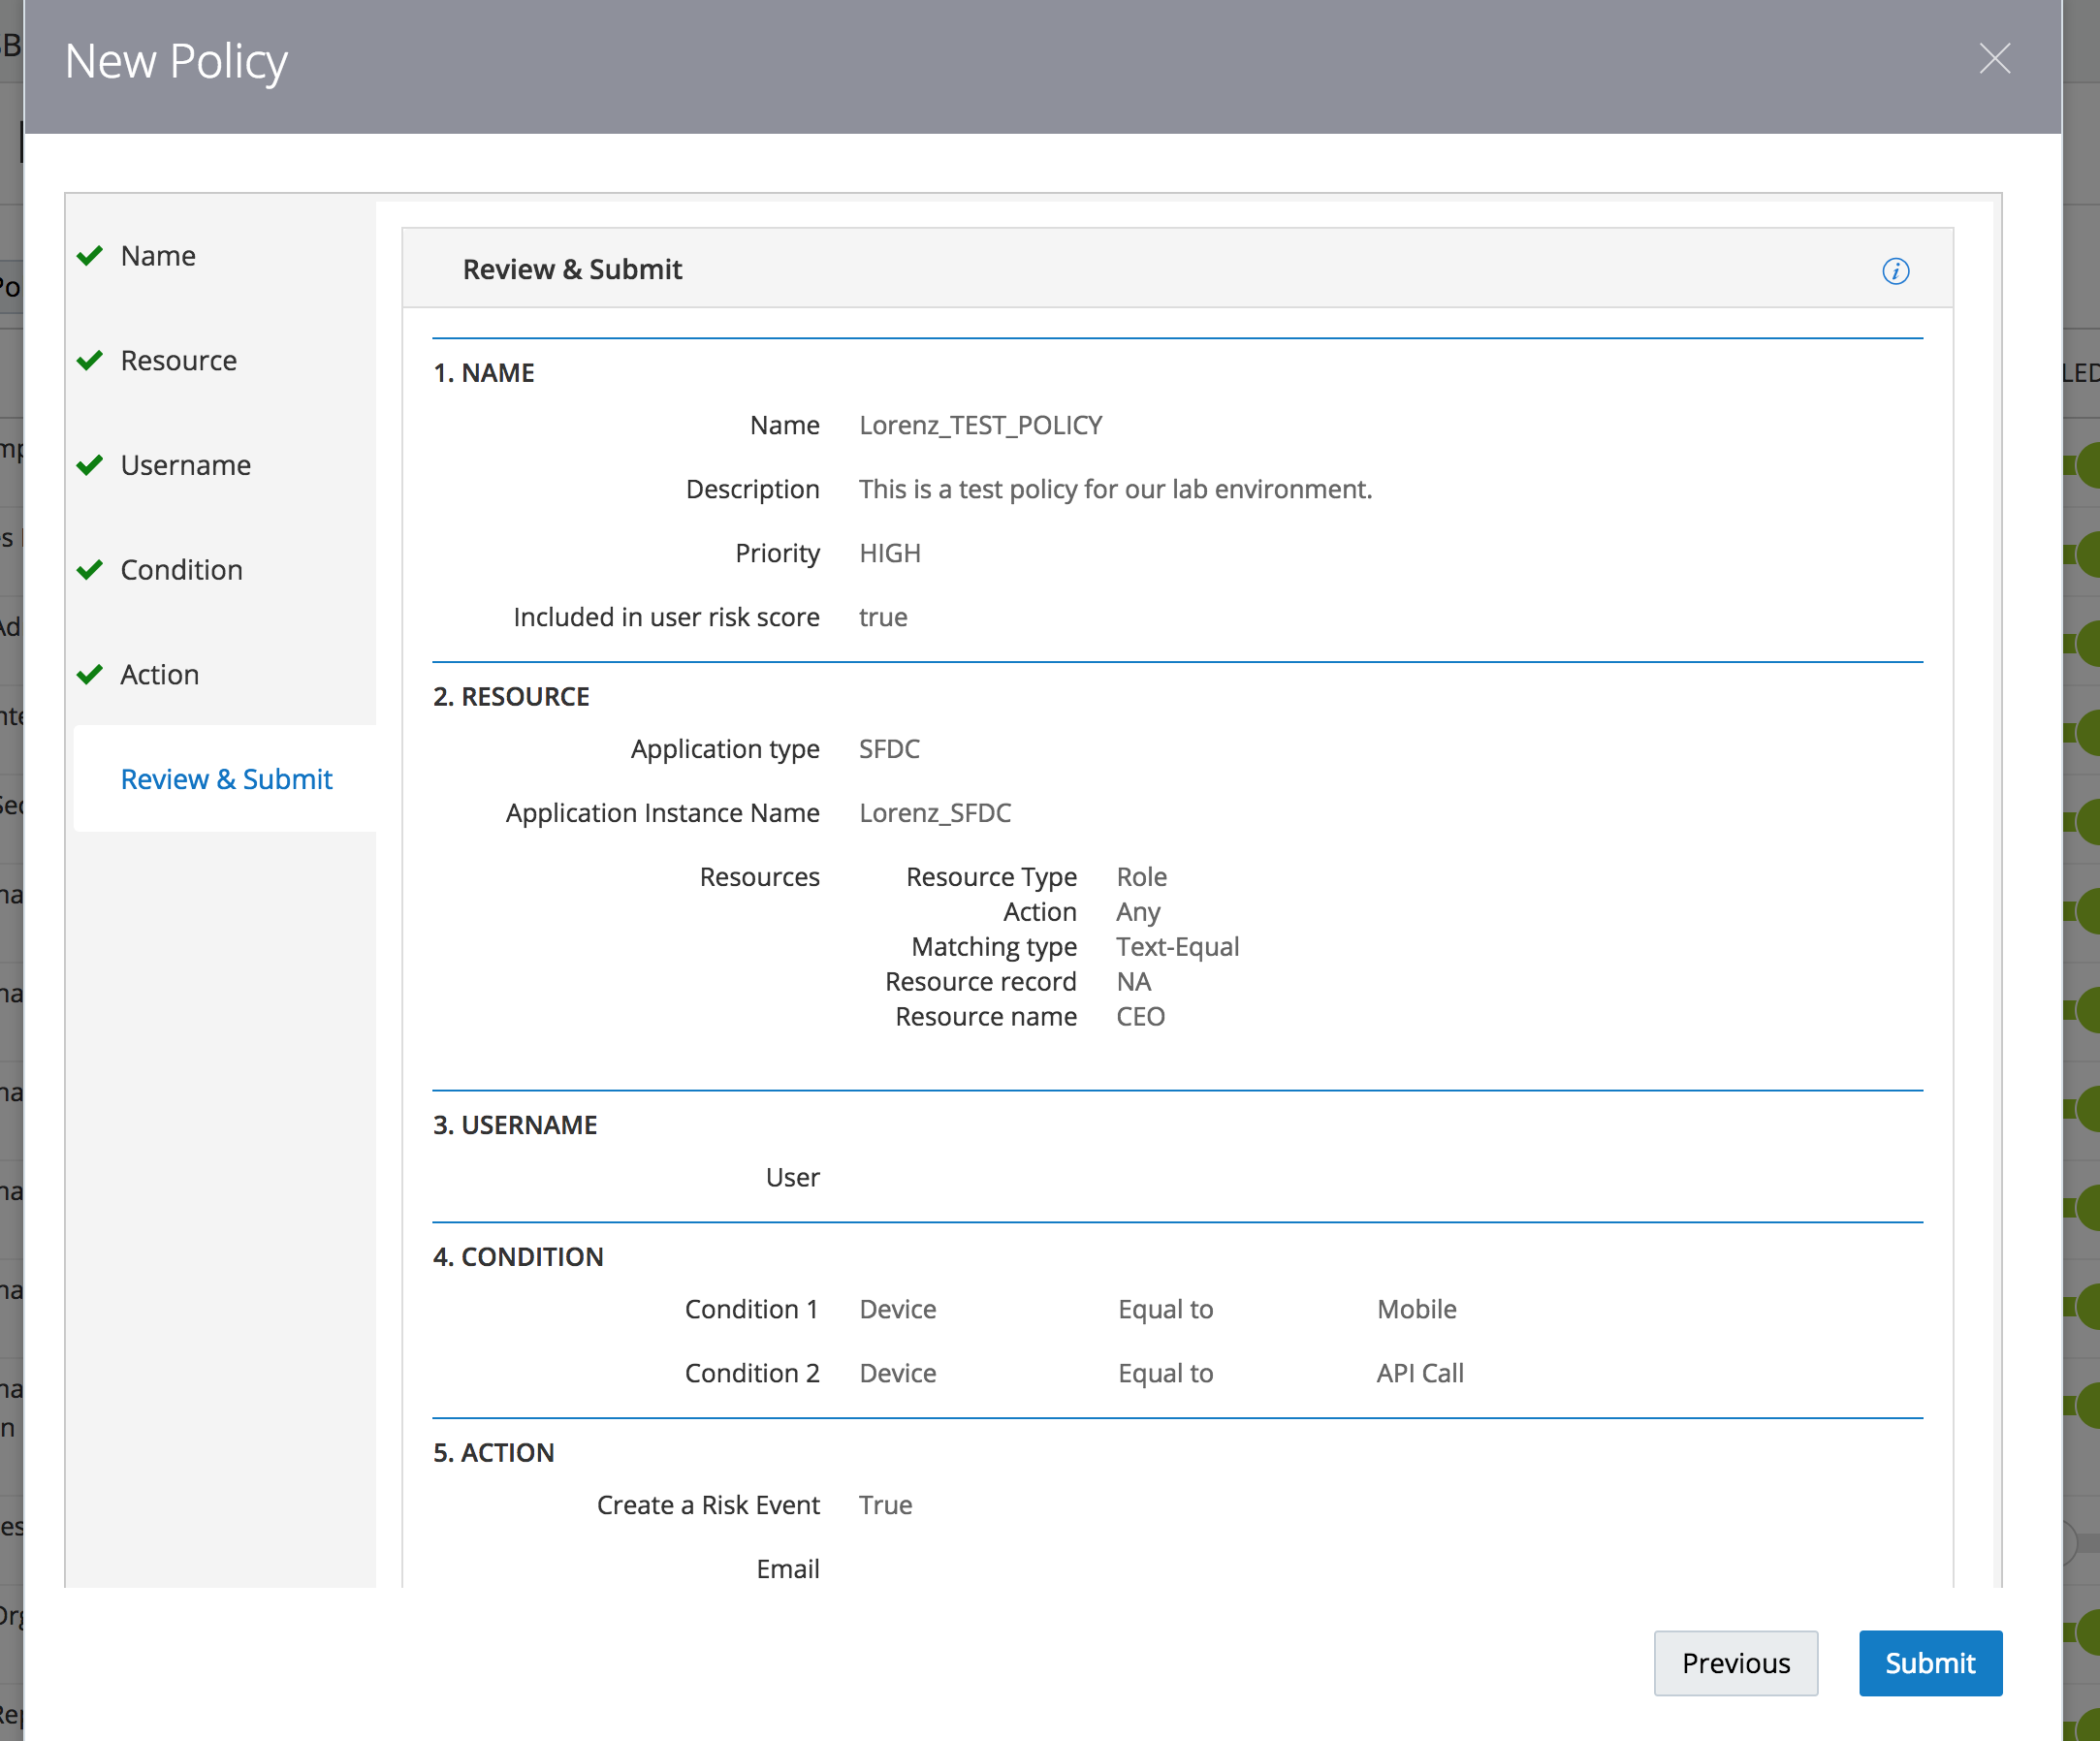 New Policy
Name
Resource
Username
Condition
Action
Review & Submit
Review & Submit
1. NAME
Name Lorenz_TEST_POLICY
Description This is a test policy for our lab environment.
Priority HIGH
Included in user risk score true
2. RESOURCE
Application type SFDC
Application Instance Name Lorenz_SFDC
Resources Resource Type Role
Action Any
Matching type Text-Equal
Resource record NA
Resource name CEO
3. USERNAME
User
4. CONDITION
Condition 1 Device Equal to Mobile
Condition 2 Device Equal to API Call
5. ACTION
Create a Risk Event True
Email
Previous Submit